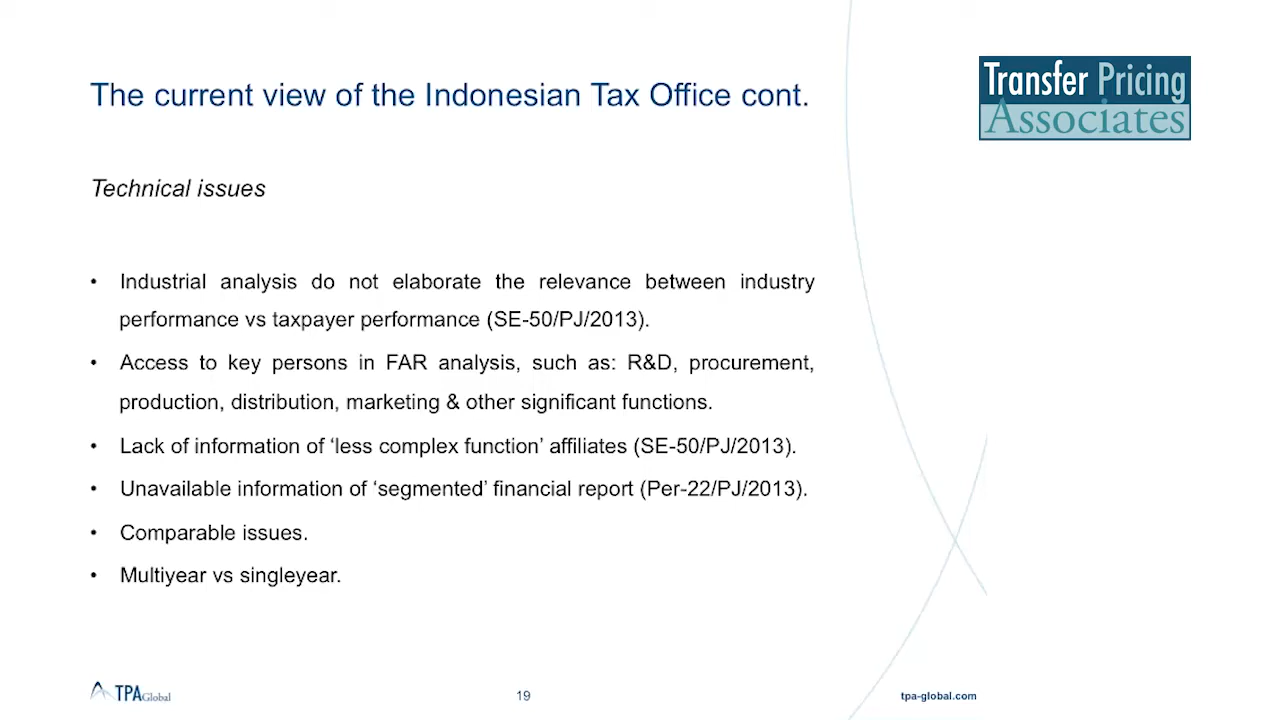 The current view of the Indonesian Tax Office cont.
Transfer Pricing
Associates
Technical issues
• Industrial analysis do not elaborate the relevance between industry
performance vs taxpayer performance (SE-50/PJ/2013).
• Access to key persons in FAR analysis, such as: R&D, procurement,
production, distribution, marketing & other significant functions.
• Lack of information of ‘less complex function’ affiliates (SE-50/PJ/2013).
• Unavailable information of ‘segmented’ financial report (Per-22/PJ/2013).
• Comparable issues.
• Multiyear vs singleyear.
TPAGlobal
19
tpa-global.com